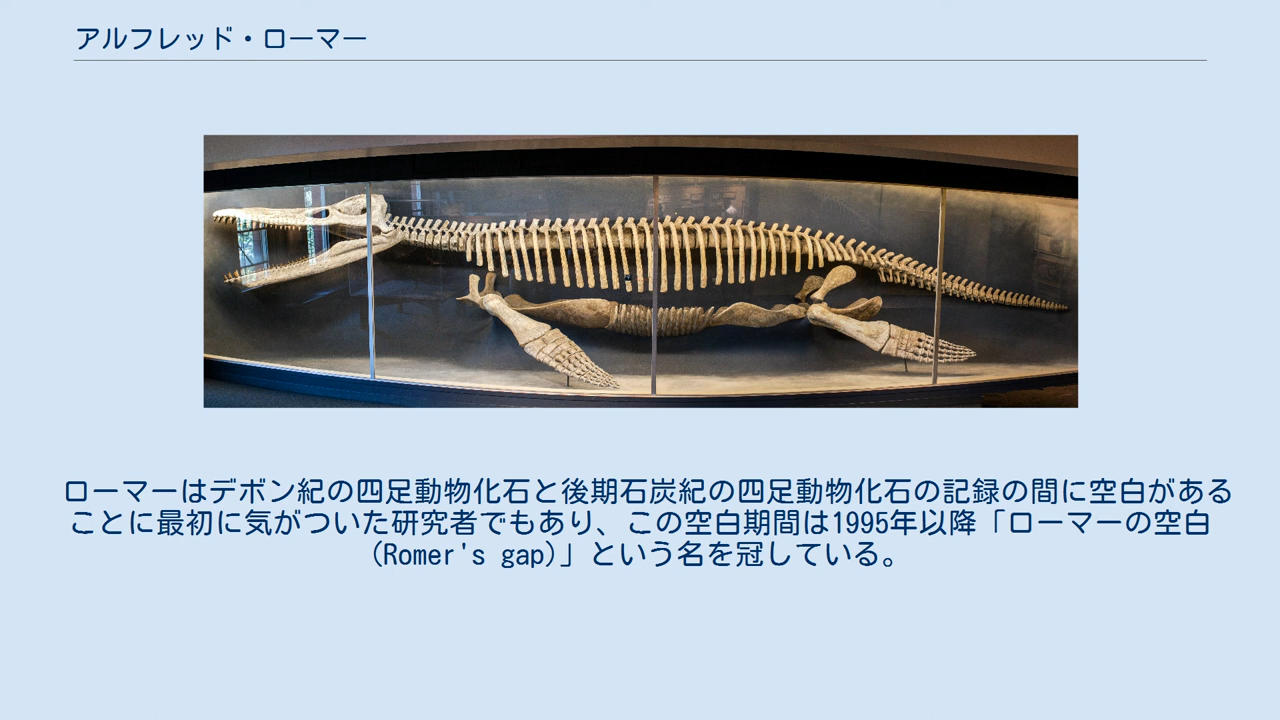 アルフレッド・ローマー
ローマーはデボン紀の四足動物化石と後期石炭紀の四足動物化石の記録の間に空白がある
ことに最初に気がついた研究者でもあり、この空白期間は1995年以降「ローマーの空白
(Romer's gap)」という名を冠している。